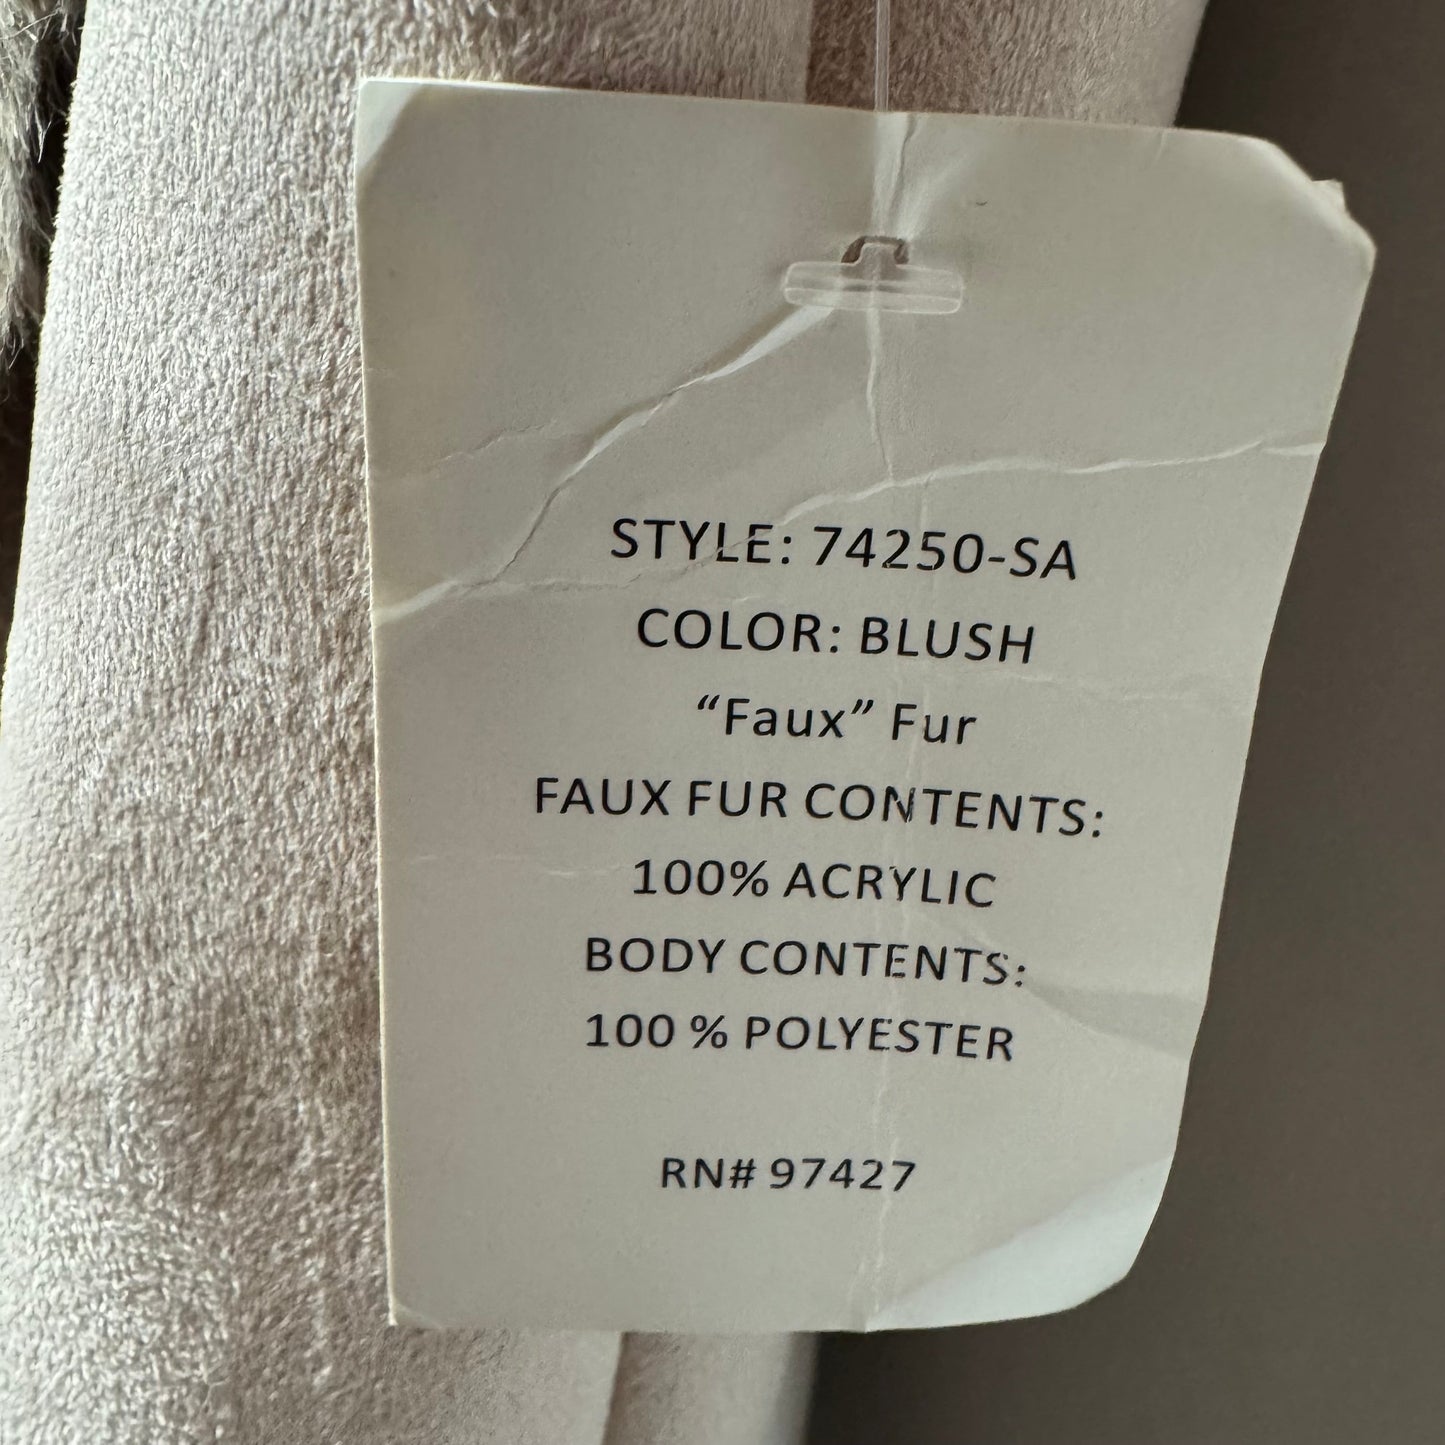 STYLE: 74250-SA
COLOR: BLUSH
“Faux” Fur
FAUX FUR CONTENTS:
100% ACRYLIC
BODY CONTENTS:
100 % POLYESTER
RN# 97427